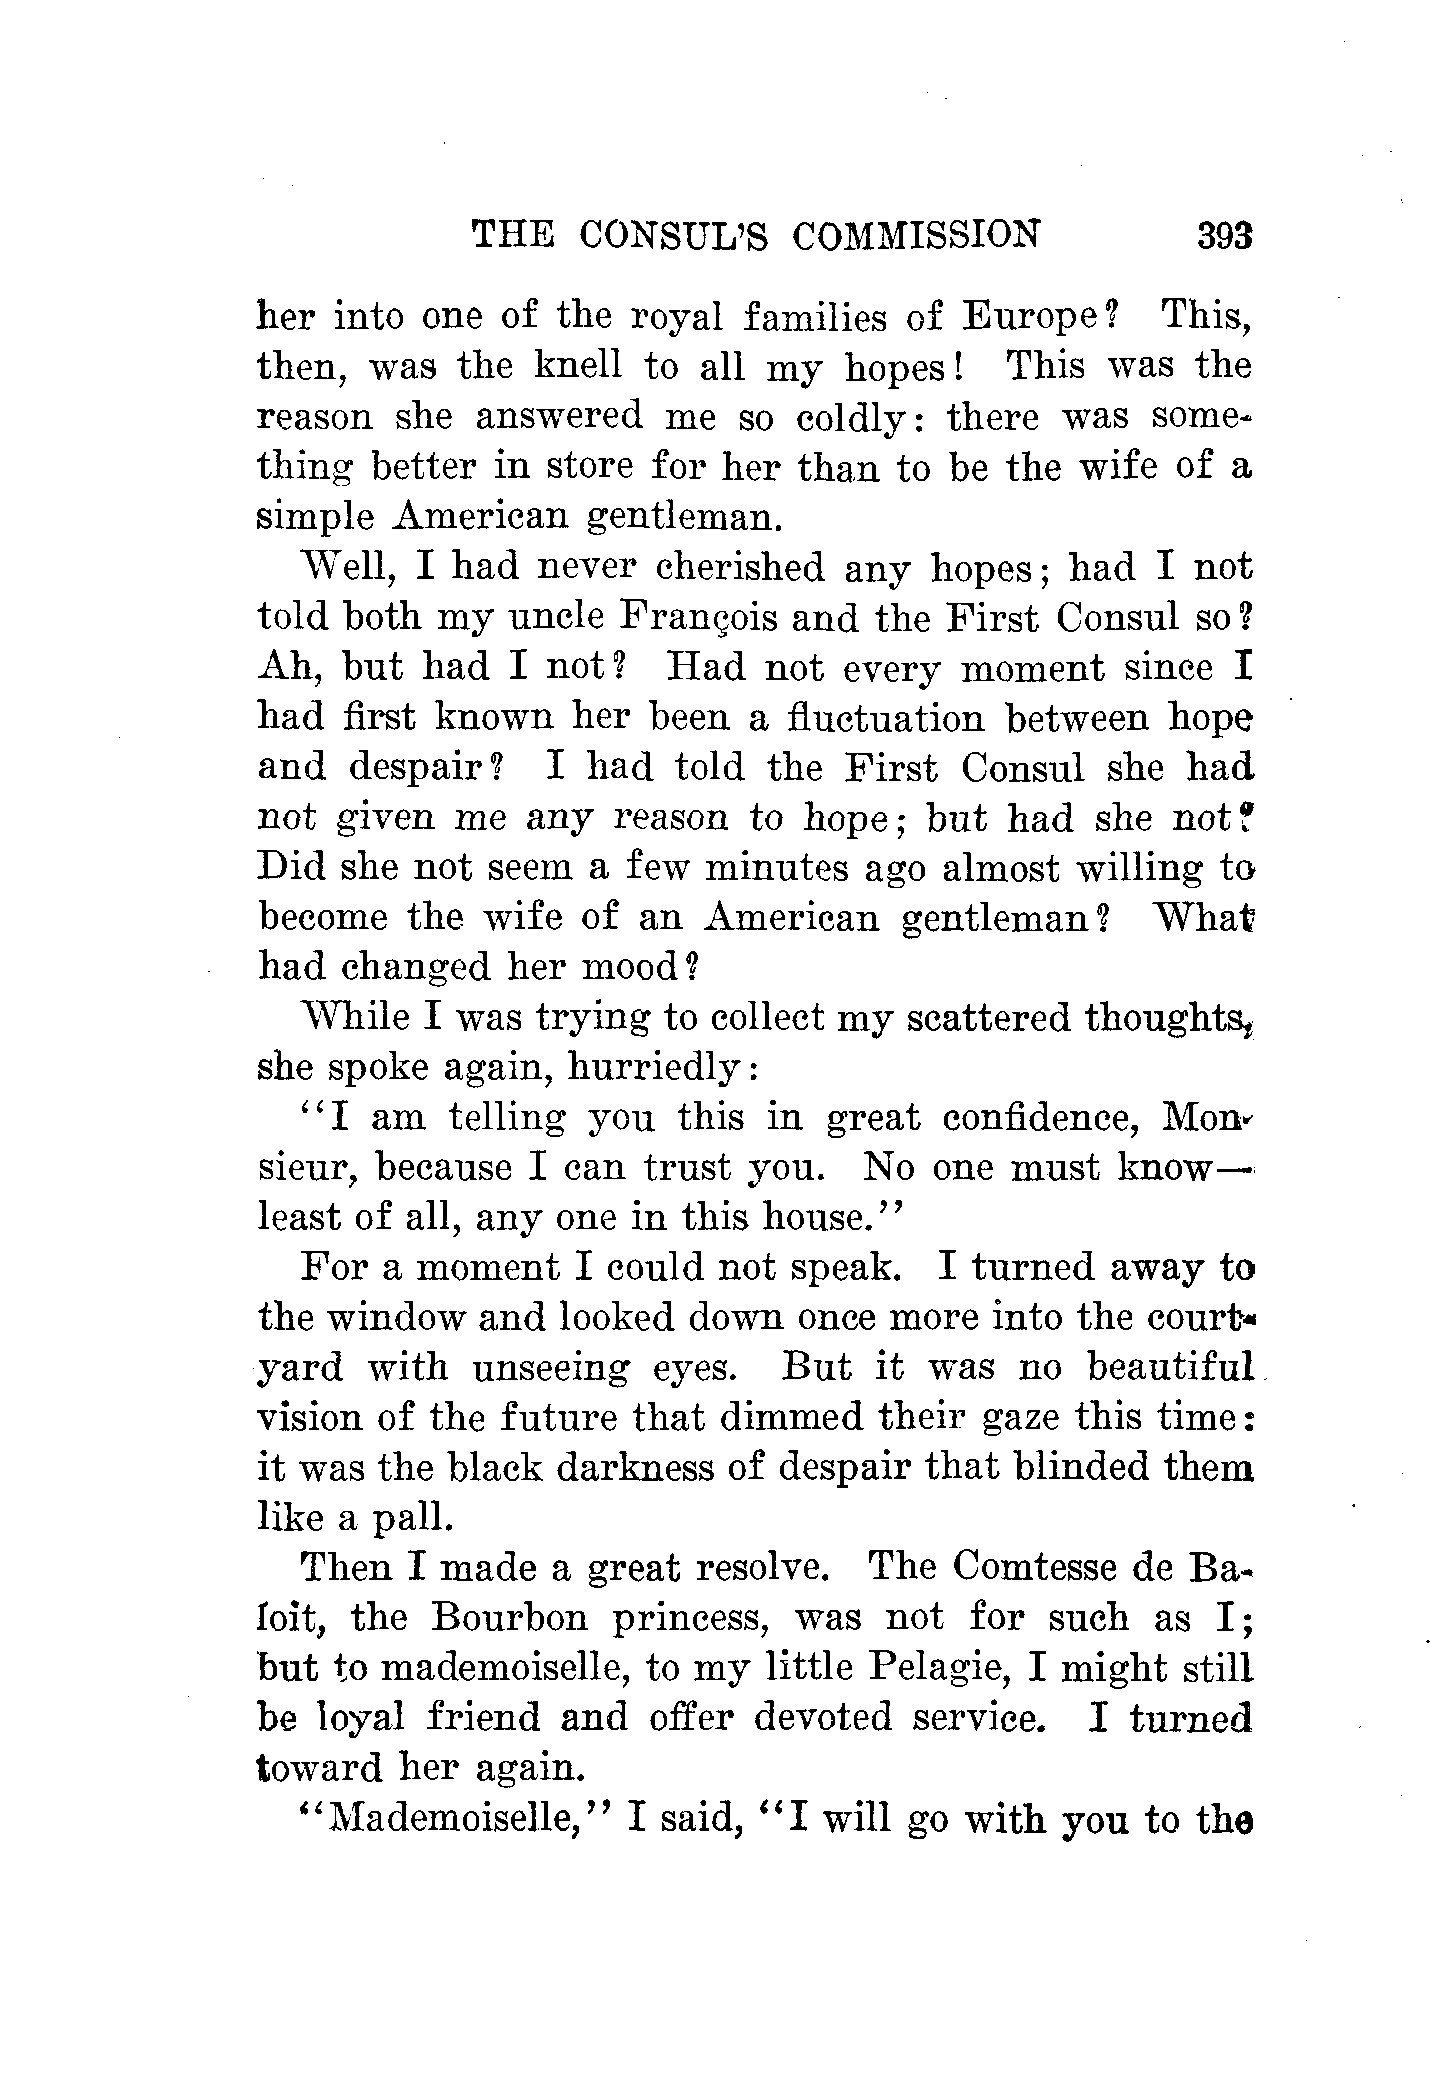 THE CONSUL'S COMMISSION 393
her into one of the royal families of Europe? This,
then, was the knell to all my hopes! This was the
reason she answered me so coldly: there was some-
thing better in store for her than to be the wife of a
simple American gentleman.
Well, I had never cherished any hopes; had I not
told both my uncle François and the First Consul so?
Ah, but had I not? Had not every moment since I
had first known her been a fluctuation between hope
and despair? I had told the First Consul she had
not given me any reason to hope; but had she not?
Did she not seem a few minutes ago almost willing to
become the wife of an American gentleman? What
had changed her mood?
While I was trying to collect my scattered thoughts,
she spoke again, hurriedly:
"I am telling you this in great confidence, Mon-
sieur, because I can trust you. No one must know—
least of all, any one in this house."
For a moment I could not speak. I turned away to
the window and looked down once more into the court-
yard with unseeing eyes. But it was no beautiful
vision of the future that dimmed their gaze this time:
it was the black darkness of despair that blinded them
like a pall.
Then I made a great resolve. The Comtesse de Ba-
loit, the Bourbon princess, was not for such as I;
but to mademoiselle, to my little Pelagie, I might still
be loyal friend and offer devoted service. I turned
toward her again.
"Mademoiselle," I said, "I will go with you to the